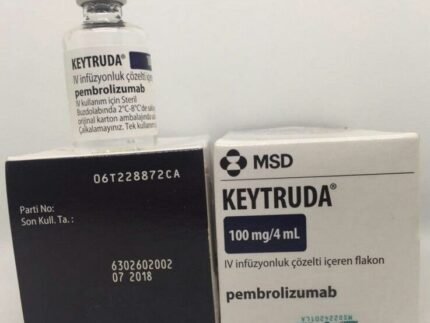 KEYTRUDA®
IV infüzyonluk çözelti içeren
pembrolizumab
IV kullanım için Steril
Buzdolabında 2°C-8°C'de
orijinal karton ambalajında
Çalkalamayınız. Tek
06T228872CA
Parti No:
Son Kull. Ta. :
6302602002
07 2018
MSD
KEYTRUDA®
100 mg/4 mL
IV infüzyonluk çözelti içeren flakon
pembrolizumab